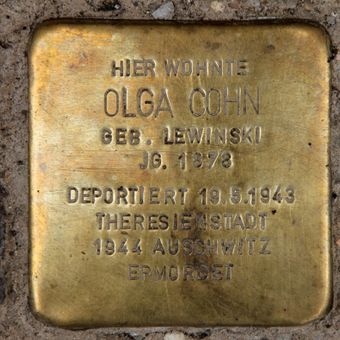 HIER WOHNTE
OLGA COHN
GEB. LEWINSKI
JG. 1878
DEPORTIERT 19.5.1943
THERESIENSTADT
1944 AUSCHWITZ
ERMORDET